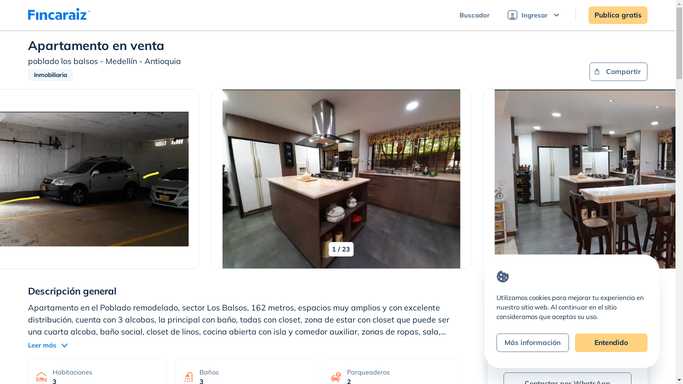 Fincaraiz
Buscador
Ingresar
Publica gratis
Apartamento en venta
poblado los balsos - Medellín - Antioquia
Inmobiliaria
Compartir
1 / 23
Descripción general
Apartamento en el Poblado remodelado, sector Los Balsos, 162 metros, espacios muy amplios y con excelente
distribución, cuenta con 3 alcobas, la principal con baño, todas con closet, zona de estar con closet que puede ser
una cuarta alcoba, baño social, closet de linos, cocina abierta con isla y comedor auxiliar, zonas de ropas, sala,...
Leer más
Habitaciones
3
Baños
3
Parqueaderos
2
Utilizamos cookies para mejorar tu experiencia en
nuestro sitio web. Al continuar en el sitio
consideramos que aceptas su uso.
Más información
Entendido
Contactar por WhatsApp